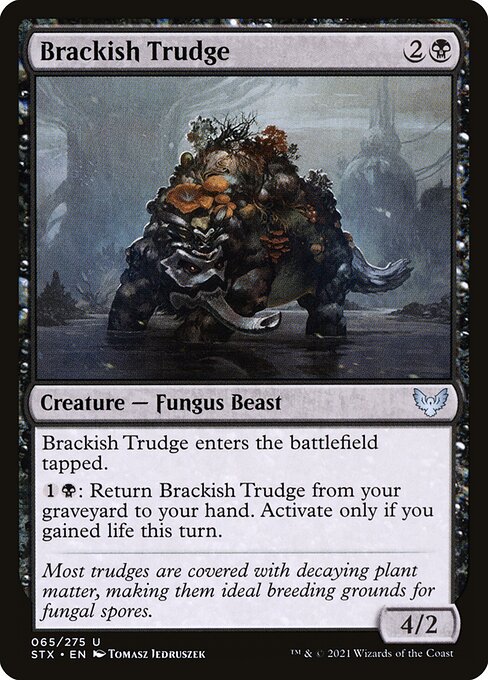 Brackish Trudge 2
Creature — Fungus Beast
Brackish Trudge enters the battlefield
tapped.
1 : Return Brackish Trudge from your
graveyard to your hand. Activate only if you
gained life this turn.
Most trudges are covered with decaying plant
matter, making them ideal breeding grounds for
fungal spores.
4/2
065/275 U
STX • EN Tomasz Jedruszek
™ & © 2021 Wizards of the Coast